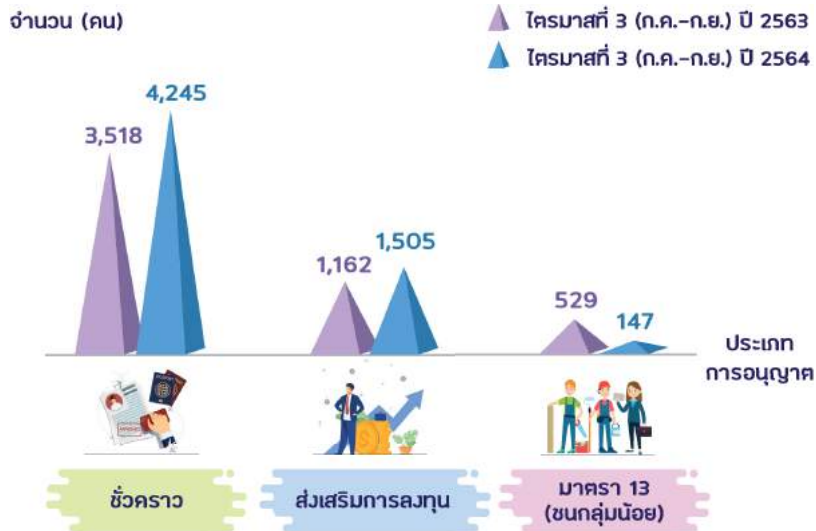 จำนวน (คน)
ไตรมาสที่ 3 (ก.ค.-ก.ย.) ปี 2563
ไตรมาสที่ 3 (ก.ค.-ก.ย.) ปี 2564
3,518
4,245
1,162
1,505
529
147
ประเภท
การอนุญาต
ชั่วคราว
ส่งเสริมการลงทุน
มาตรา 13
(ชนกลุ่มน้อย)